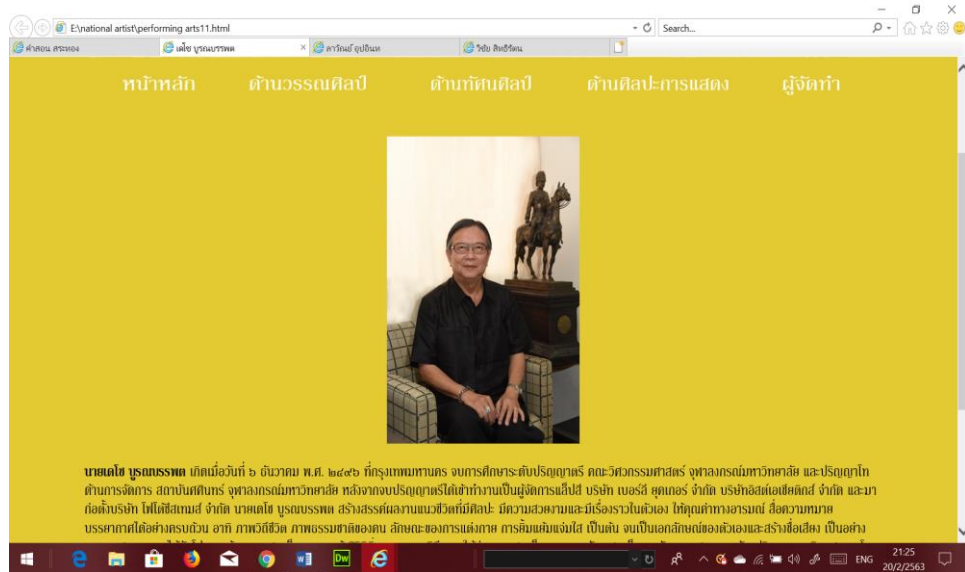 E:\national artist\performing arts11.html
Search...
คำสอน สระทอง
เดโช บูรณบรรพต
ลาวัณย์ อุปอินท
วิชัย สิทธิรัตน
หน้าหลัก ด้านวรรณศิลป์ ด้านทัศนศิลป์ ด้านศิลปะการแสดง ผู้จัดทำ
นายเดโช บูรณบรรพต เกิดเมื่อวันที่ ๖ ธันวาคม พ.ศ. ๒๔๙๖ ที่กรุงเทพมหานคร จบการศึกษาระดับปริญญาตรี คณะวิศวกรรมศาสตร์ จุฬาลงกรณ์มหาวิทยาลัย และปริญญาโท
ด้านการจัดการ สถาบันศศินทร์ จุฬาลงกรณ์มหาวิทยาลัย หลังจากจบปริญญาตรีได้เข้าทำงานเป็นผู้จัดการแล็ปสี บริษัท เบอร์ลี่ ยุคเกอร์ จำกัด บริษัทอิสต์เอเชียติกส์ จำกัด และมา
ก่อตั้งบริษัท โฟโต้ซิสเทมส์ จำกัด นายเดโช บูรณบรรพต สร้างสรรค์ผลงานแนวชีวิตที่มีศิลปะ มีความสวยงามและมีเรื่องราวในตัวเอง ให้คุณค่าทางอารมณ์ สื่อความหมาย
บรรยากาศได้อย่างครบถ้วน อาทิ ภาพวิถีชีวิต ภาพธรรมชาติของคน ลักษณะของการแต่งกาย การยิ้มแย้มแจ่มใส เป็นต้น จนเป็นเอกลักษณ์ของตัวเองและสร้างชื่อเสียง เป็นอย่าง
ENG
21:25
20/2/2563